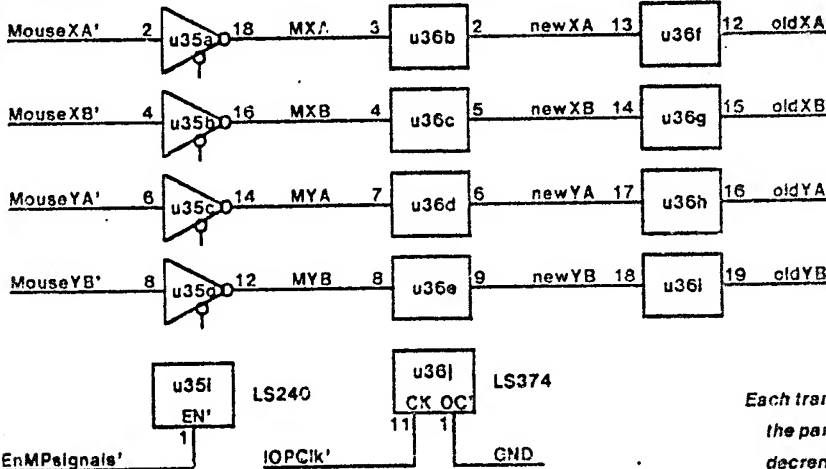 MouseXA' 2 u35a 18 MXA 3 u36b 2 newXA 13 u36f 12 oldXA
MouseXB' 4 u35b 16 MXB 4 u36c 5 newXB 14 u36g 15 oldXB
MouseYA' 6 u35c 14 MYA 7 u36d 6 newYA 17 u36h 16 oldYA
MouseYB' 8 u35d 12 MYB 8 u36e 9 newYB 18 u36i 19 oldYB
u35i LS240 u36j LS374
EN' CK OC'
1 11 1
EnMPsignals' IOPClk' GND
Each tran
the par
decren